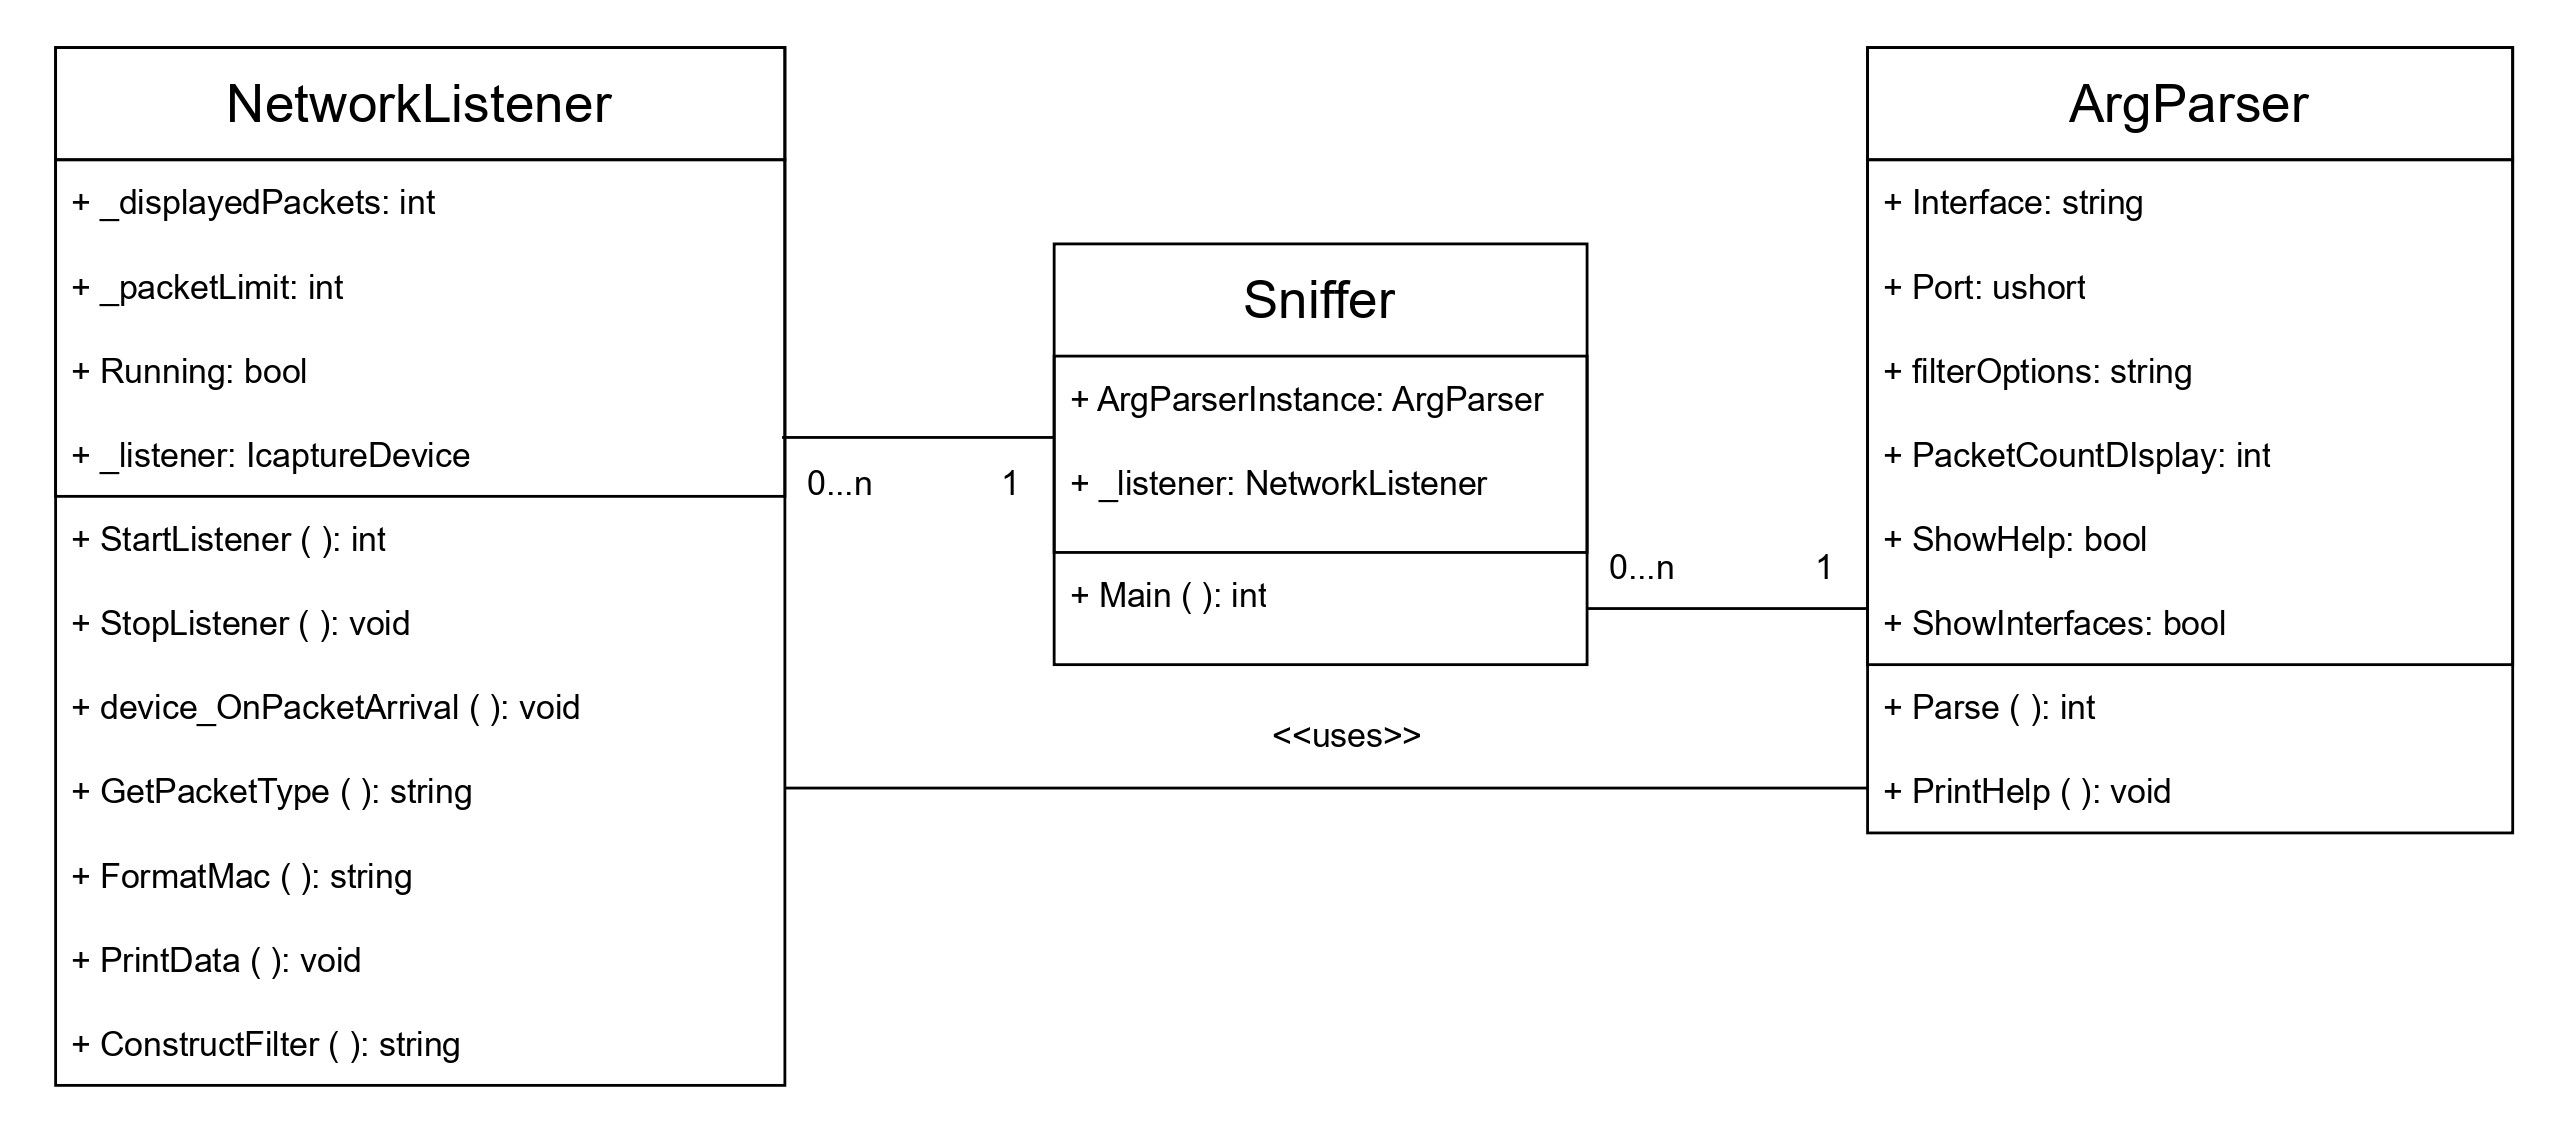 NetworkListener
+ _displayedPackets: int
+ _packetLimit: int
+ Running: bool
+ _listener: IcaptureDevice
+ StartListener ( ): int
+ StopListener ( ): void
+ device_OnPacketArrival ( ): void
+ GetPacketType ( ): string
+ FormatMac ( ): string
+ PrintData ( ): void
+ ConstructFilter ( ): string
0...n
1
Sniffer
+ ArgParserInstance: ArgParser
+ _listener: NetworkListener
+ Main ( ): int
0...n
1
<<uses>>
ArgParser
+ Interface: string
+ Port: ushort
+ filterOptions: string
+ PacketCountDIsplay: int
+ ShowHelp: bool
+ ShowInterfaces: bool
+ Parse ( ): int
+ PrintHelp ( ): void